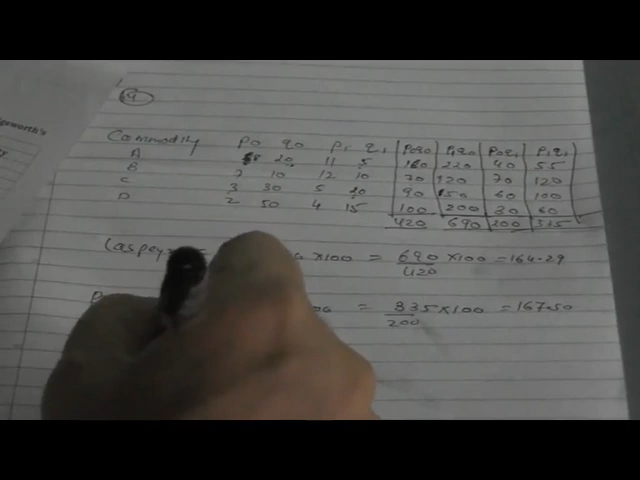 geworth's
Commodity P0 q0 P1 q1 P0q0 P1q0 P0q1 P1q1
A 8 20 11 5 160 220 40 55
B 7 10 12 10 70 120 70 120
C 3 30 5 20 90 150 60 100
D 2 50 4 15 100 200 30 60
420 690 200 335
Laspey ×100 = 690/420 ×100 = 164.29
P = 335/200 ×100 = 167.50